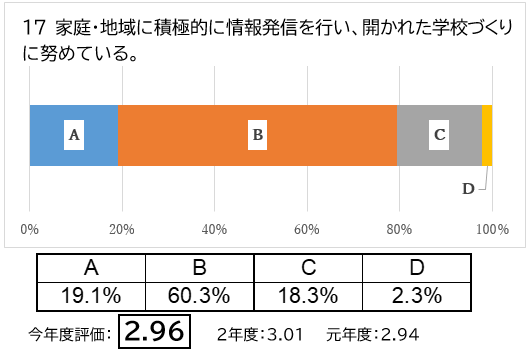 17 家庭・地域に積極的に情報発信を行い、開かれた学校づくり
に努めている。
A B C
D
0% 20% 40% 60% 80% 100%
A B C D
19.1% 60.3% 18.3% 2.3%
今年度評価： 2.96 2年度：3.01 元年度：2.94